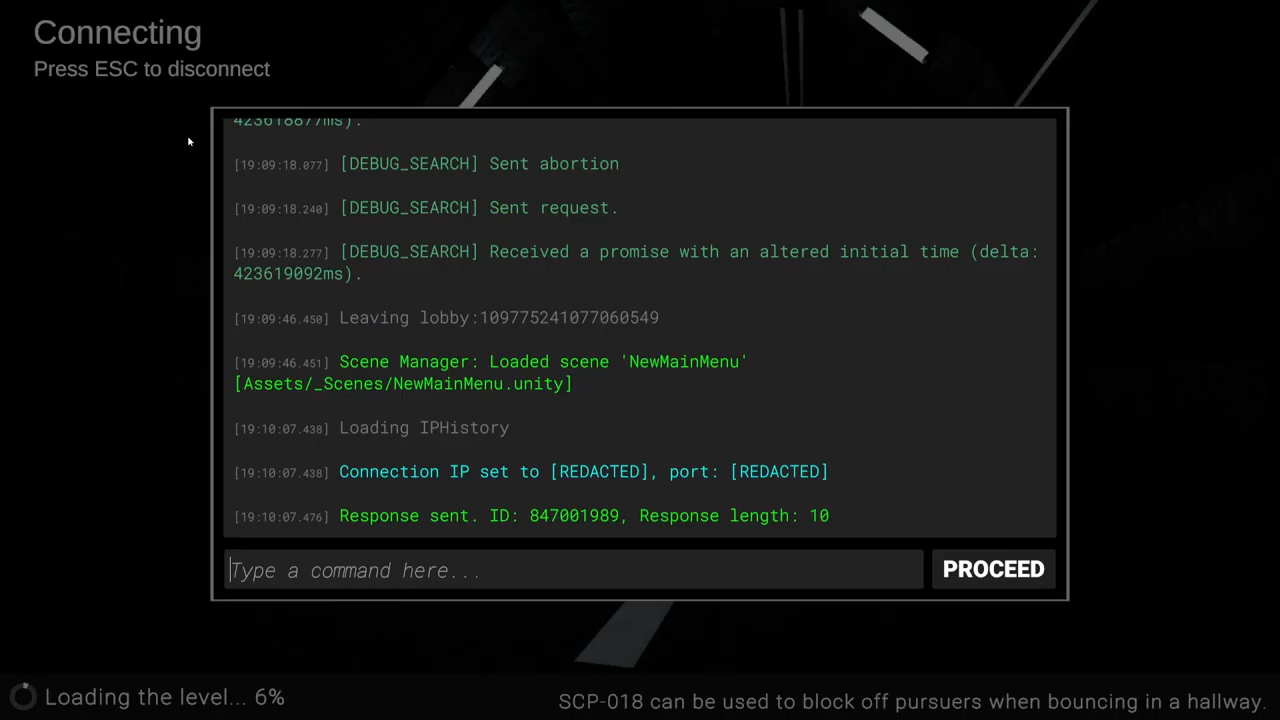 Connecting
Press ESC to disconnect
423618877ms).
[19:09:18.077] [DEBUG_SEARCH] Sent abortion
[19:09:18.240] [DEBUG_SEARCH] Sent request.
[19:09:18.277] [DEBUG_SEARCH] Received a promise with an altered initial time (delta:
423619092ms).
[19:09:46.450] Leaving lobby:109775241077060549
[19:09:46.451] Scene Manager: Loaded scene 'NewMainMenu'
[Assets/_Scenes/NewMainMenu.unity]
[19:10:07.438] Loading IPHistory
[19:10:07.438] Connection IP set to [REDACTED], port: [REDACTED]
[19:10:07.476] Response sent. ID: 847001989, Response length: 10
Type a command here...
PROCEED
Loading the level... 6%
SCP-018 can be used to block off pursuers when bouncing in a hallway.